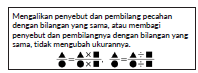 Mengalikan penyebut dan pembilang pecahan
dengan bilangan yang sama, atau membagi
penyebut dan pembilangnya dengan bilangan yang
sama, tidak mengubah ukurannya.
▲/● = ▲×■/●×■, ▲/● = ▲÷■/●÷■